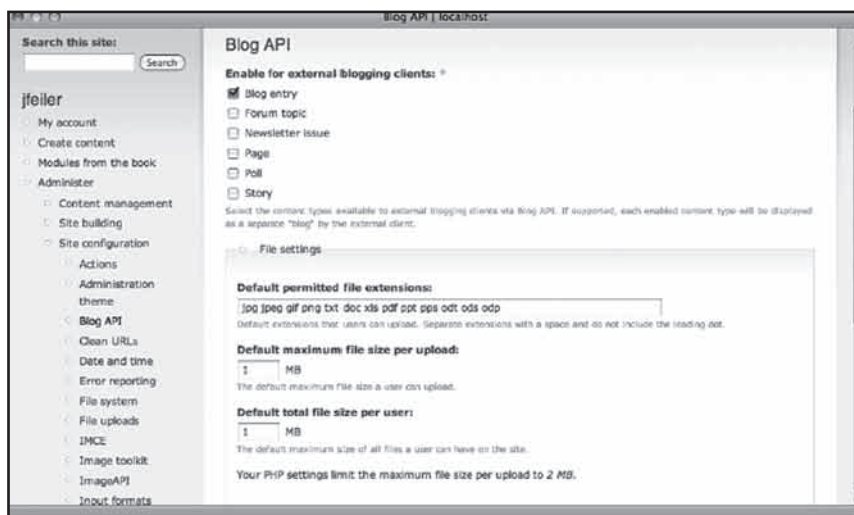 Blog API | localhost
Search this site:
Search
jfeiler
My account
Create content
Modules from the book
Administer
Content management
Site building
Site configuration
Actions
Administration
theme
Blog API
Clean URLs
Date and time
Error reporting
File system
File uploads
IMCE
Image toolkit
ImageAPI
Input formats
Blog API
Enable for external blogging clients: *
Blog entry
Forum topic
Newsletter issue
Page
Poll
Story
Select the content types available to external blogging clients via Blog API. If supported, each enabled content type will be displayed
as a separate "blog" by the external client.
File settings
Default permitted file extensions:
jpg jpeg gif png txt doc xls pdf ppt pps odt ods odp
Default extensions that users can upload. Separate extensions with a space and do not include the leading dot.
Default maximum file size per upload:
1 MB
The default maximum file size a user can upload.
Default total file size per user:
1 MB
The default maximum size of all files a user can have on the site.
Your PHP settings limit the maximum file size per upload to 2 MB.